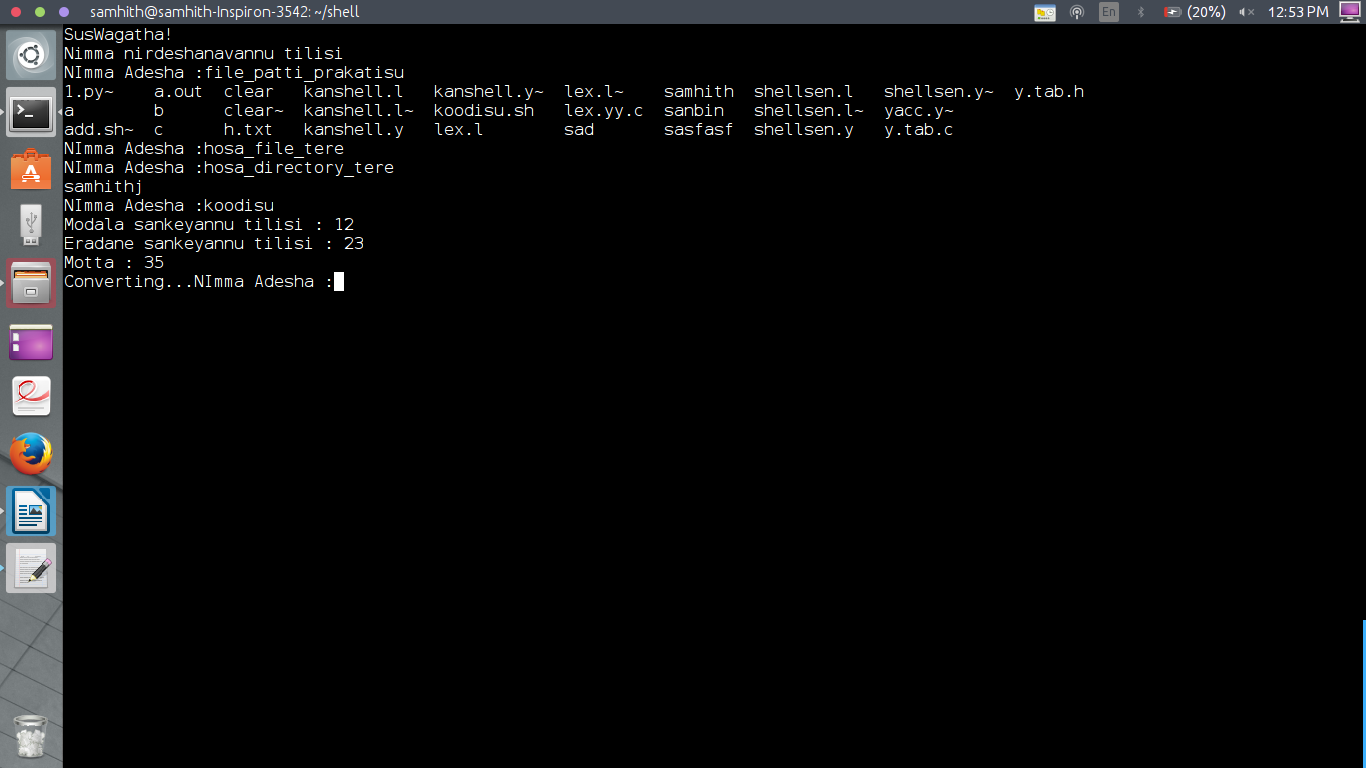 samhith@samhith-Inspiron-3542: ~/shell En (20%) 12:53 PM
SusWagatha!
Nimma nirdeshanavannu tilisi
NImma Adesha :file_patti_prakatisu
1.py~ a.out clear kanshell.l kanshell.y~ lex.l~ samhith shellsen.l shellsen.y~ y.tab.h
a b clear~ kanshell.l~ koodisu.sh lex.yy.c sanbin shellsen.l~ yacc.y~
add.sh~ c h.txt kanshell.y lex.l sad sasfasf shellsen.y y.tab.c
NImma Adesha :hosa_file_tere
NImma Adesha :hosa_directory_tere
samhithj
NImma Adesha :koodisu
Modala sankeyannu tilisi : 12
Eradane sankeyannu tilisi : 23
Motta : 35
Converting...NImma Adesha :